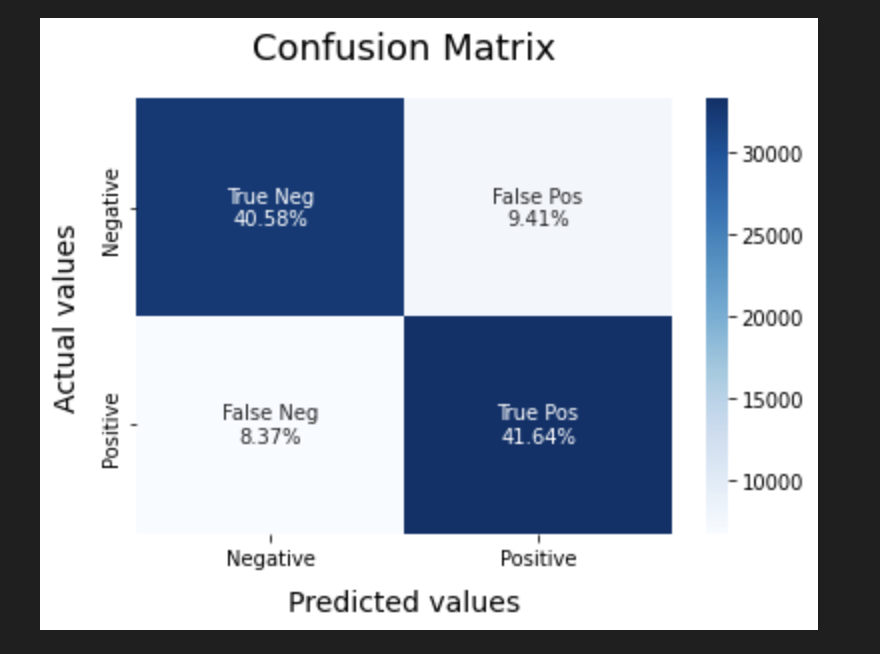 Confusion Matrix
Actual values
Negative
Positive
True Neg
40.58%
False Pos
9.41%
False Neg
8.37%
True Pos
41.64%
Negative
Positive
Predicted values
30000
25000
20000
15000
10000